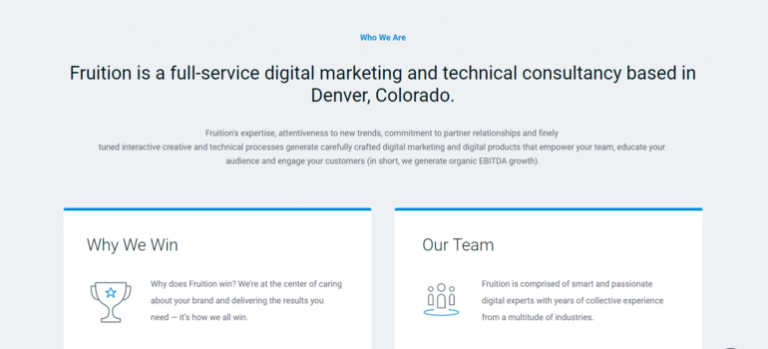 Who We Are
Fruition is a full-service digital marketing and technical consultancy based in
Denver, Colorado.
Fruition's expertise, attentiveness to new trends, commitment to partner relationships and finely
tuned interactive creative and technical processes generate carefully crafted digital marketing and digital products that empower your team, educate your
audience and engage your customers (in short, we generate organic EBITDA growth).
Why We Win
Why does Fruition win? We're at the center of caring
about your brand and delivering the results you
need — it's how we all win.
Our Team
Fruition is comprised of smart and passionate
digital experts with years of collective experience
from a multitude of industries.